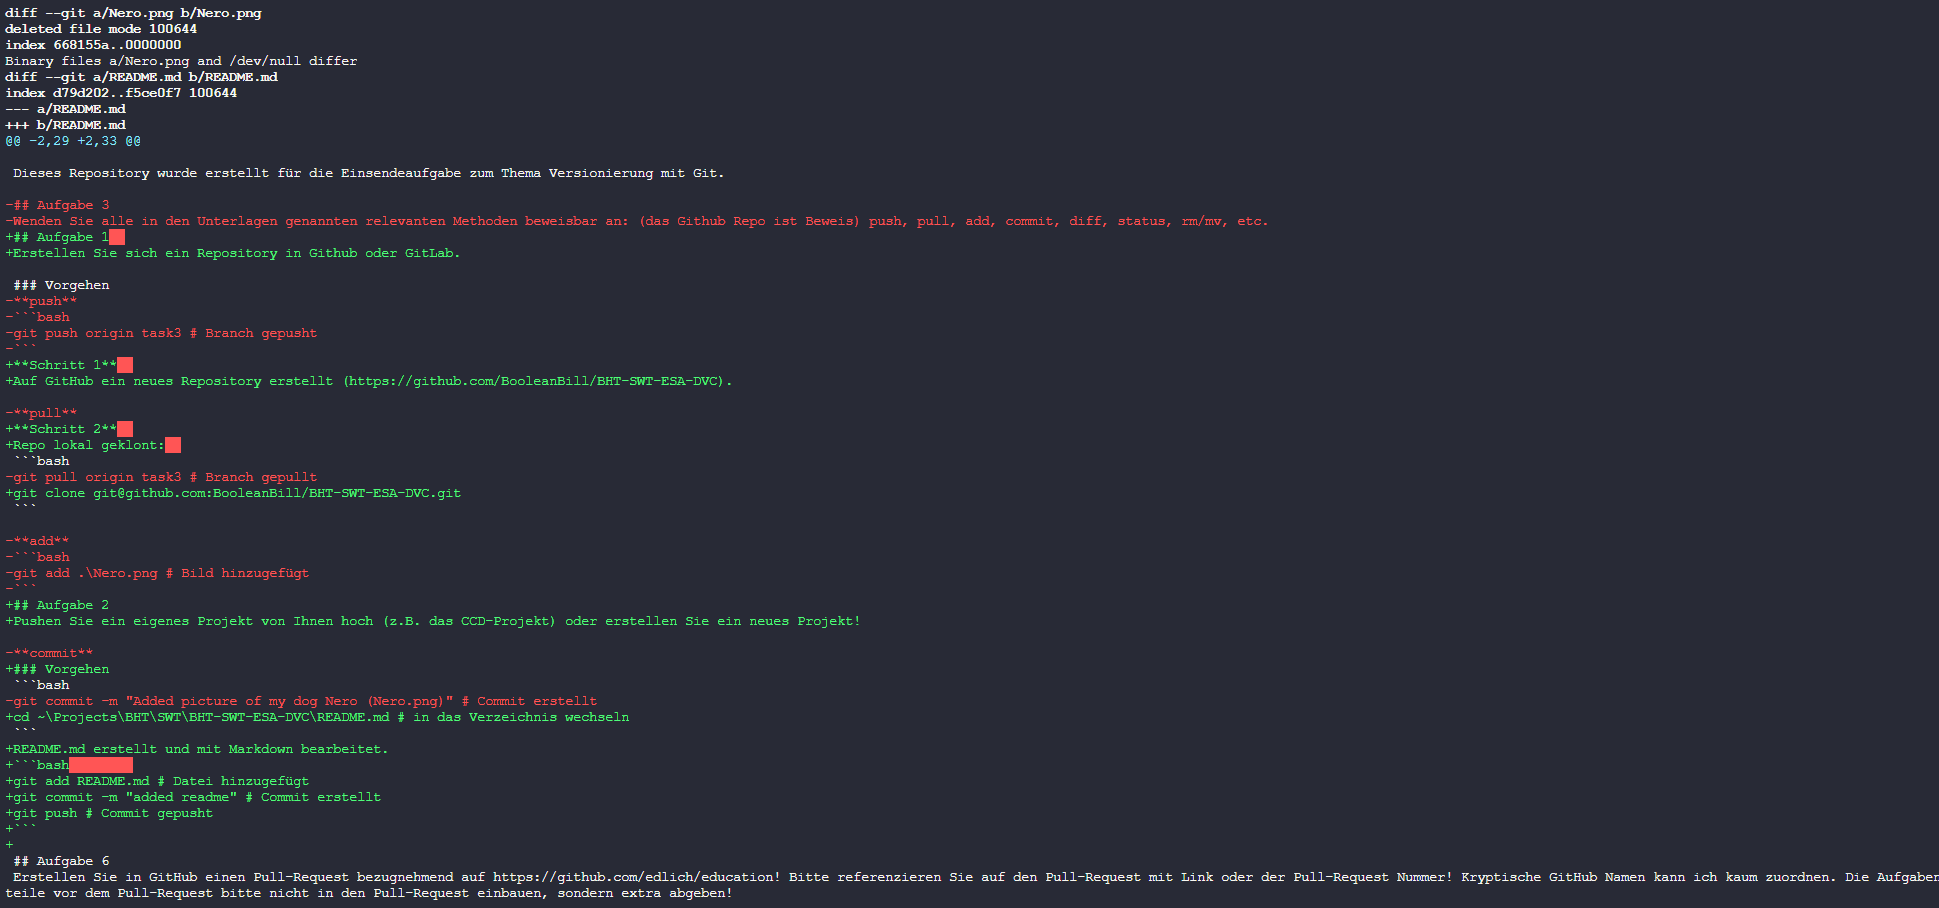 diff --git a/Nero.png b/Nero.png
deleted file mode 100644
index 668155a..0000000
Binary files a/Nero.png and /dev/null differ
diff --git a/README.md b/README.md
index d79d202..f5ce0f7 100644
--- a/README.md
+++ b/README.md
@@ -2,29 +2,33 @@
 Dieses Repository wurde erstellt für die Einsendeaufgabe zum Thema Versionierung mit Git.
-## Aufgabe 3
-Wenden Sie alle in den Unterlagen genannten relevanten Methoden beweisbar an: (das Github Repo ist Beweis) push, pull, add, commit, diff, status, rm/mv, etc.
+## Aufgabe 1
+Erstellen Sie sich ein Repository in Github oder GitLab.
 ### Vorgehen
-**push**
-```bash
-git push origin task3 # Branch gepusht
-```
+**Schritt 1**
+Auf GitHub ein neues Repository erstellt (https://github.com/BooleanBill/BHT-SWT-ESA-DVC).
-**pull**
+**Schritt 2**
+Repo lokal geklont:
 ```bash
-git pull origin task3 # Branch gepullt
+git clone git@github.com:BooleanBill/BHT-SWT-ESA-DVC.git
 ```
-**add**
-```bash
-git add .\Nero.png # Bild hinzugefügt
-```
+## Aufgabe 2
+Pushen Sie ein eigenes Projekt von Ihnen hoch (z.B. das CCD-Projekt) oder erstellen Sie ein neues Projekt!
-**commit**
+### Vorgehen
 ```bash
-git commit -m "Added picture of my dog Nero (Nero.png)" # Commit erstellt
+cd ~\Projects\BHT\SWT\BHT-SWT-ESA-DVC\README.md # in das Verzeichnis wechseln
 ```
+README.md erstellt und mit Markdown bearbeitet.
+```bash
+git add README.md # Datei hinzugefügt
+git commit -m "added readme" # Commit erstellt
+git push # Commit gepusht
+```
+
 ## Aufgabe 6
 Erstellen Sie in GitHub einen Pull-Request bezugnehmend auf https://github.com/edlich/education! Bitte referenzieren Sie auf den Pull-Request mit Link oder der Pull-Request Nummer! Kryptische GitHub Namen kann ich kaum zuordnen. Die Aufgaben
teile vor dem Pull-Request bitte nicht in den Pull-Request einbauen, sondern extra abgeben!